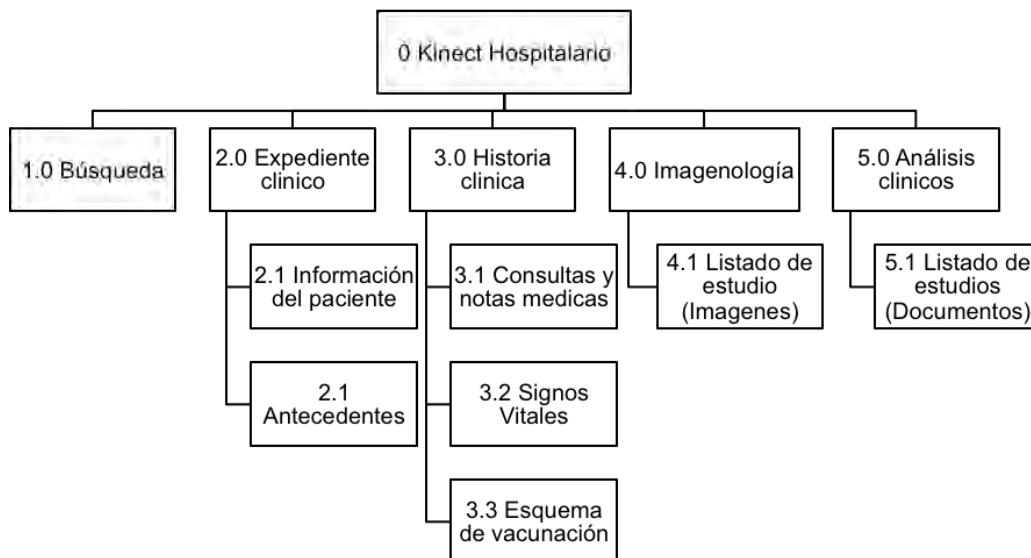 0 Kinect Hospitalario
1.0 Búsqueda
2.0 Expediente
clinico
3.0 Historia
clinica
4.0 Imagenología
5.0 Análisis
clinicos
2.1 Información
del paciente
3.1 Consultas y
notas medicas
4.1 Listado de
estudio
(Imagenes)
5.1 Listado de
estudios
(Documentos)
2.1
Antecedentes
3.2 Signos
Vitales
3.3 Esquema
de vacunación